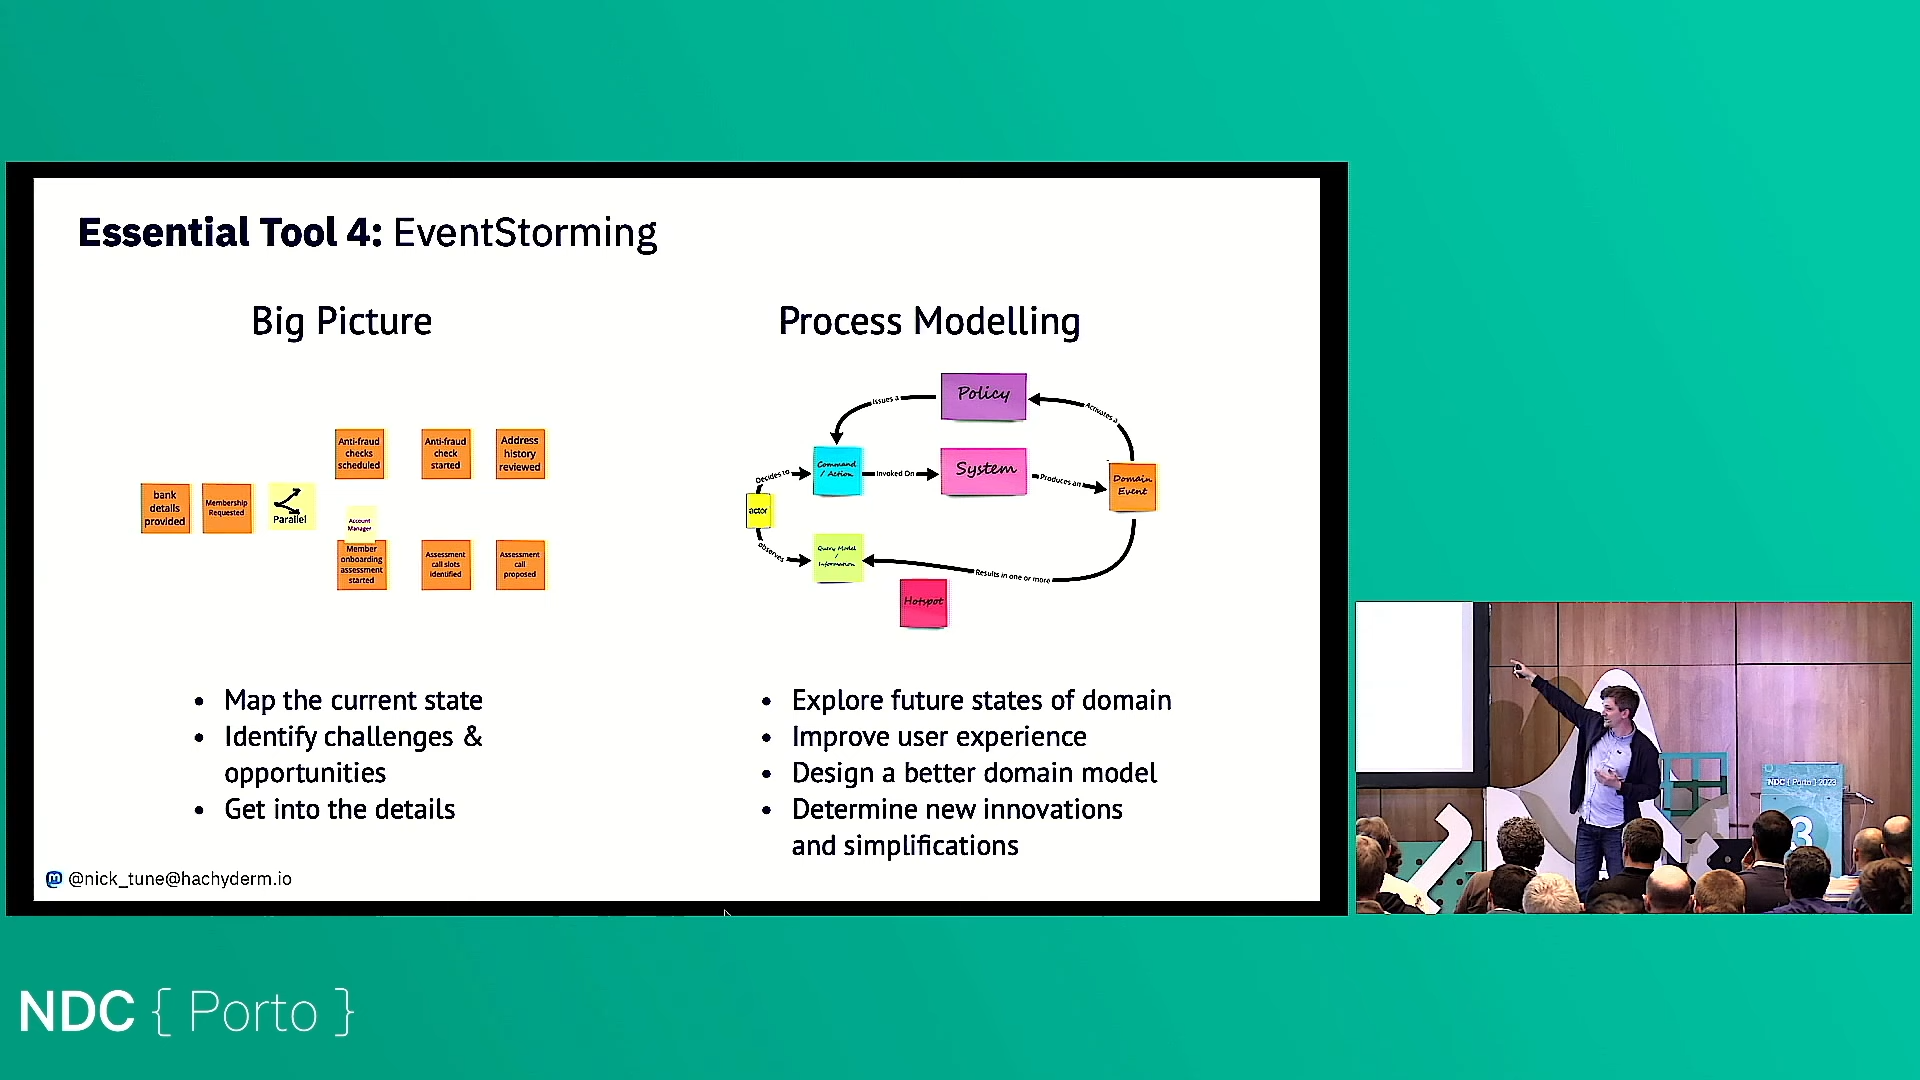 Essential Tool 4: EventStorming
Big Picture
Process Modelling
bank
details
provided
Membership
Requested
Parallel
Anti-fraud
checks
scheduled
Anti-fraud
check
started
Address
history
reviewed
Account
Manager
Member
onboarding
assessment
started
Assessment
call slots
identified
Assessment
call
proposed
Policy
Issues a
Activates a
Command
/ Action
Invoked On
System
Produces an
Domain
Event
Decides to
actor
observes
Query Model
/
Information
Results in one or more
Hotspot
• Map the current state
• Identify challenges &
opportunities
• Get into the details
• Explore future states of domain
• Improve user experience
• Design a better domain model
• Determine new innovations
and simplifications
@nick_tune@hachyderm.io
NDC { Porto } 2023
3
NDC { Porto }